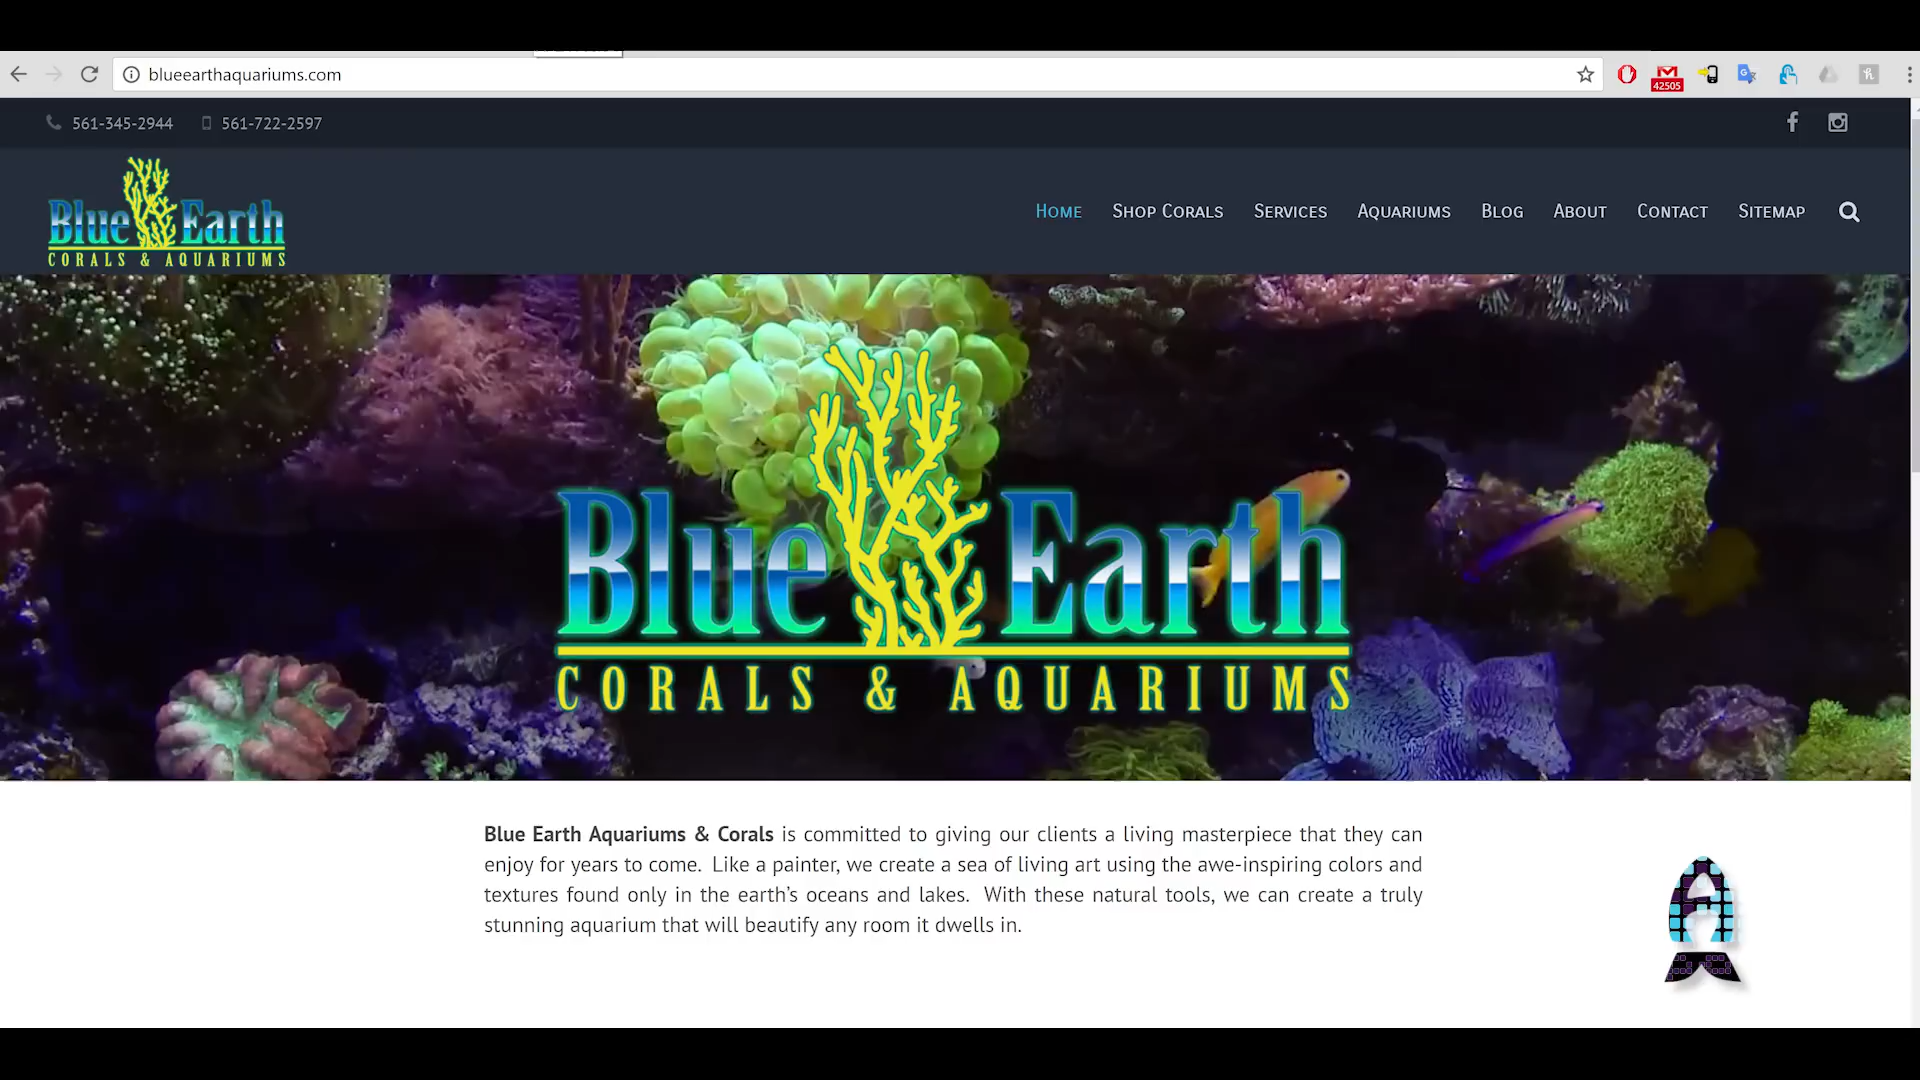 blueearthaquariums.com
42505
561-345-2944 561-722-2597
Blue Earth
CORALS & AQUARIUMS
Home Shop Corals Services Aquariums Blog About Contact Sitemap
Blue Earth
CORALS & AQUARIUMS
Blue Earth Aquariums & Corals is committed to giving our clients a living masterpiece that they can
enjoy for years to come. Like a painter, we create a sea of living art using the awe-inspiring colors and
textures found only in the earth’s oceans and lakes. With these natural tools, we can create a truly
stunning aquarium that will beautify any room it dwells in.